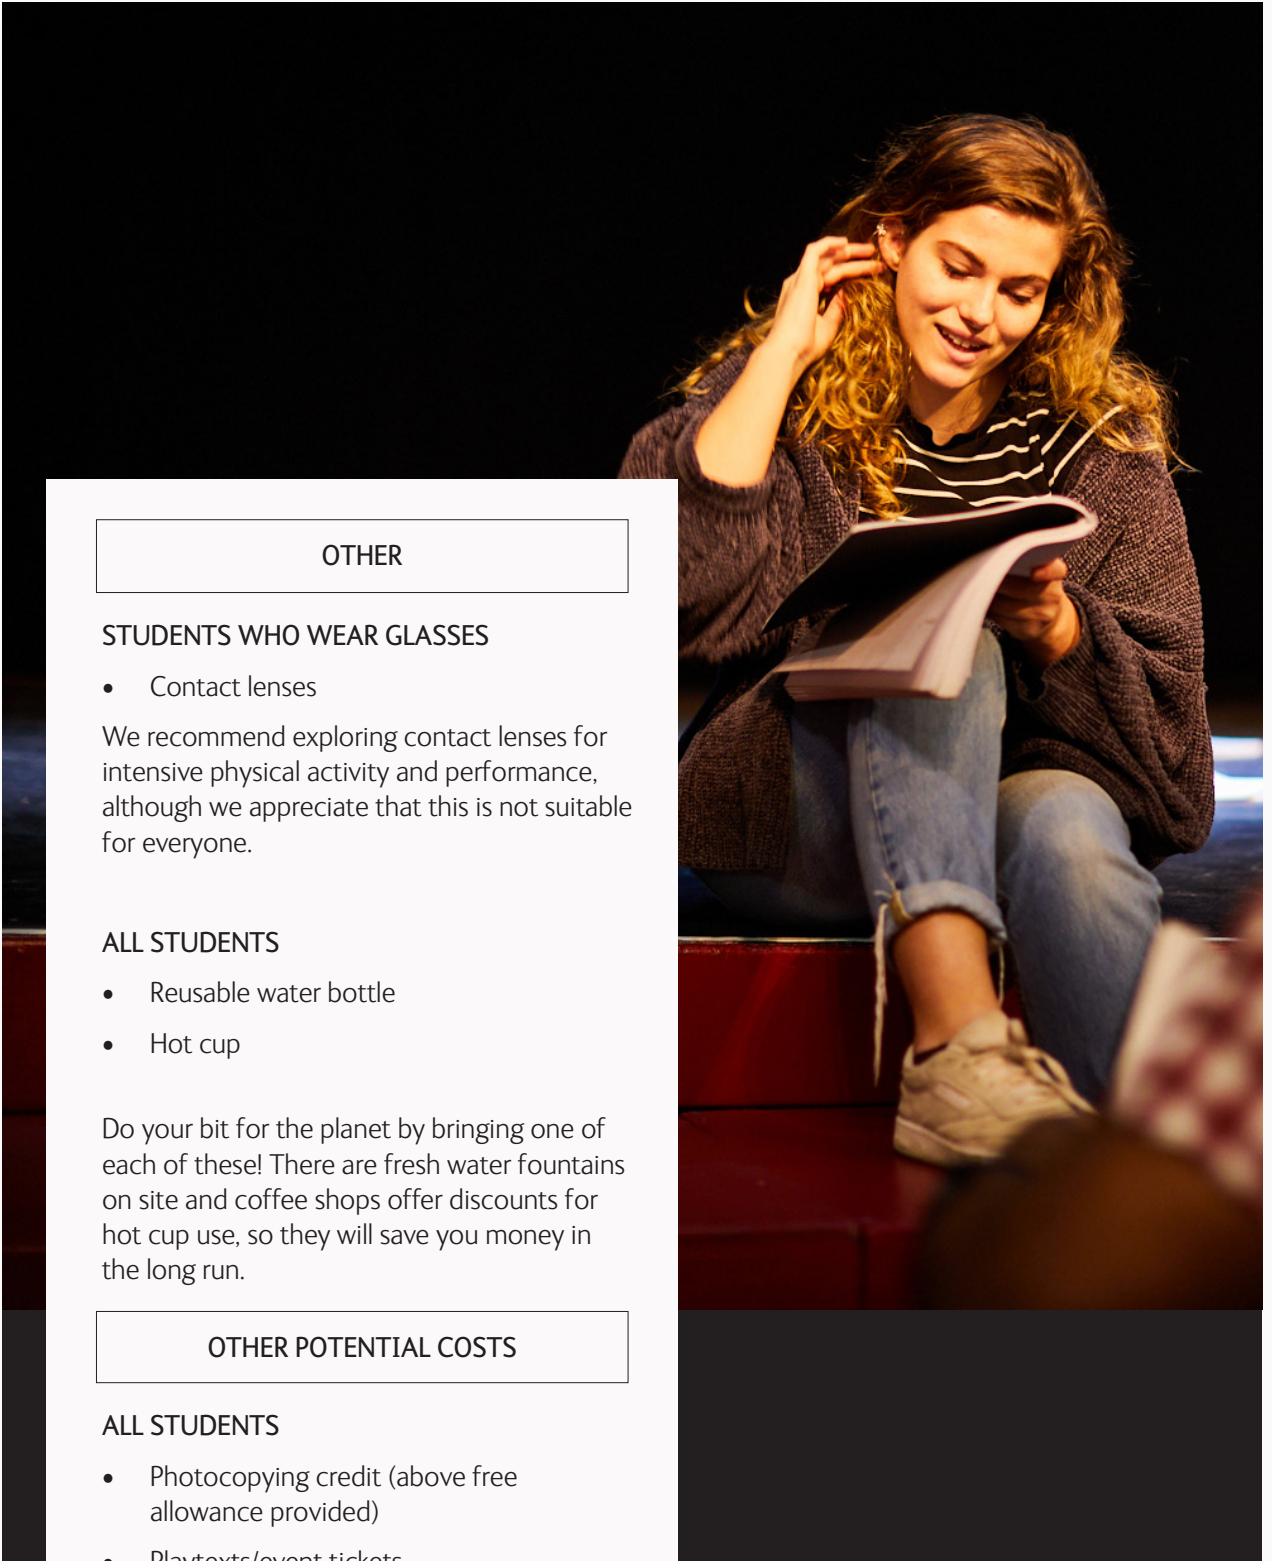 OTHER
STUDENTS WHO WEAR GLASSES
• Contact lenses
We recommend exploring contact lenses for
intensive physical activity and performance,
although we appreciate that this is not suitable
for everyone.
ALL STUDENTS
• Reusable water bottle
• Hot cup
Do your bit for the planet by bringing one of
each of these! There are fresh water fountains
on site and coffee shops offer discounts for
hot cup use, so they will save you money in
the long run.
OTHER POTENTIAL COSTS
ALL STUDENTS
• Photocopying credit (above free
allowance provided)
• Playtexts/event tickets